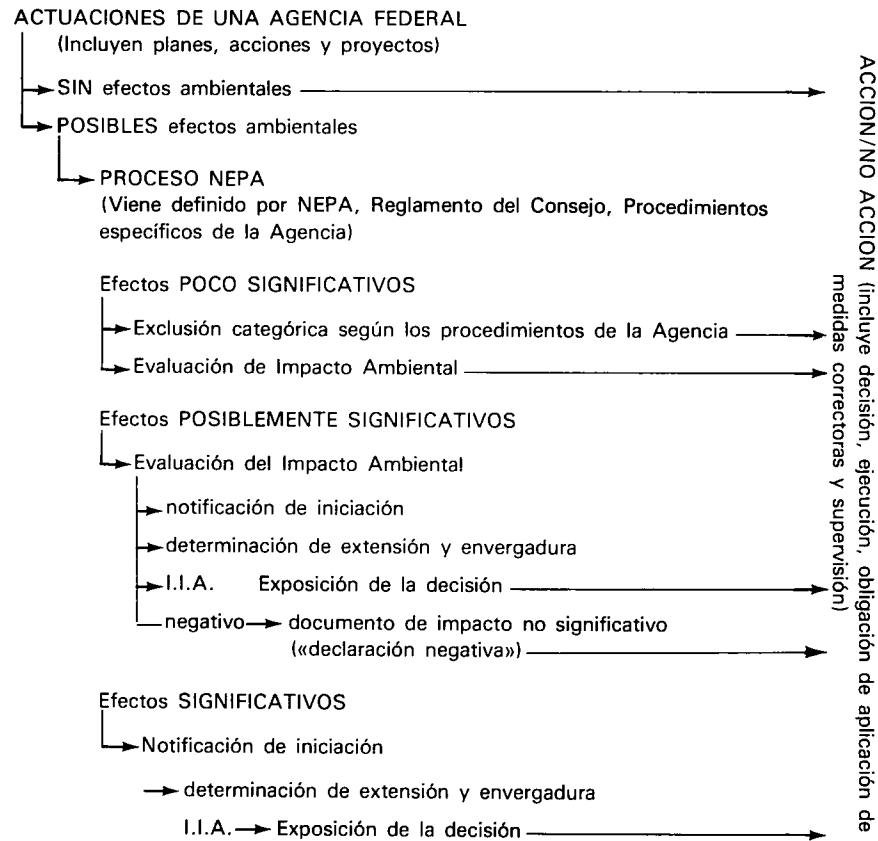 ACTUACIONES DE UNA AGENCIA FEDERAL
(Incluyen planes, acciones y proyectos)
SIN efectos ambientales
POSIBLES efectos ambientales
PROCESO NEPA
(Viene definido por NEPA, Reglamento del Consejo, Procedimientos
específicos de la Agencia)
Efectos POCO SIGNIFICATIVOS
Exclusión categórica según los procedimientos de la Agencia
Evaluación de Impacto Ambiental
Efectos POSIBLEMENTE SIGNIFICATIVOS
Evaluación del Impacto Ambiental
notificación de iniciación
determinación de extensión y envergadura
I.I.A. Exposición de la decisión
negativo documento de impacto no significativo
(«declaración negativa»)
Efectos SIGNIFICATIVOS
Notificación de iniciación
determinación de extensión y envergadura
I.I.A. Exposición de la decisión
ACCION/NO ACCION (incluye decisión, ejecución, obligación de aplicación de
medidas correctoras y supervisión)